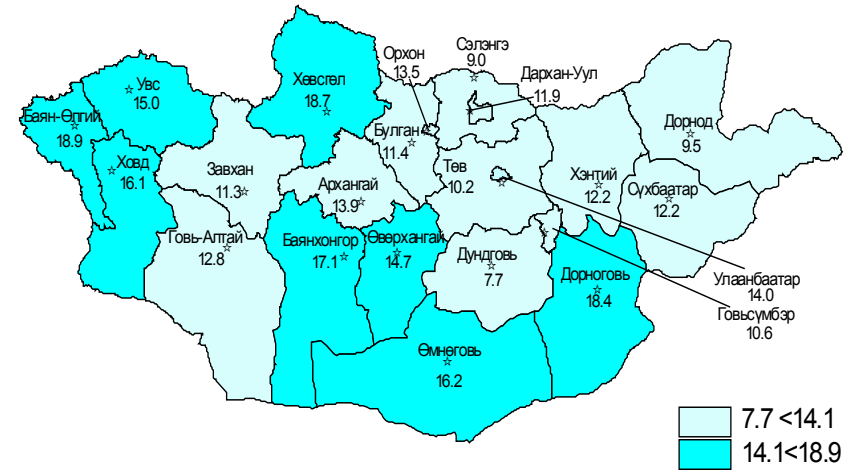 Орхон
13.5
Сэлэнгэ
9.0
Дархан-Уул
11.9
Увс
15.0
Хөвсгөл
18.7
Баян-Өлгий
18.9
Булган
11.4
Дорнод
9.5
Ховд
16.1
Завхан
11.3
Архангай
13.9
Төв
10.2
Хэнтий
12.2
Сүхбаатар
12.2
Говь-Алтай
12.8
Баянхонгор
17.1
Өвөрхангай
14.7
Дундговь
7.7
Дорноговь
18.4
Улаанбаатар
14.0
Говьсүмбэр
10.6
Өмнөговь
16.2
7.7 <14.1
14.1<18.9